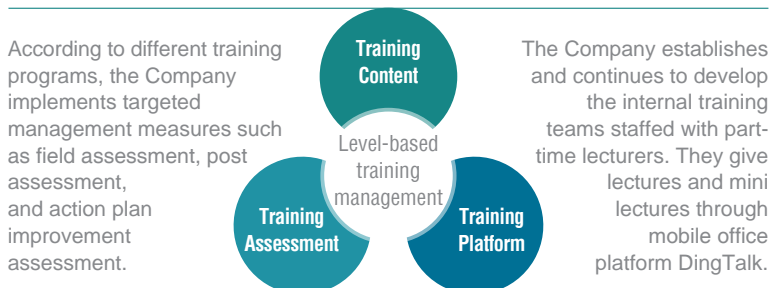 According to different training
programs, the Company
implements targeted
management measures such
as field assessment, post
assessment,
and action plan
improvement
assessment.
Training
Content
Level-based
training
management
Training
Assessment
Training
Platform
The Company establishes
and continues to develop
the internal training
teams staffed with part-
time lecturers. They give
lectures and mini
lectures through
mobile office
platform DingTalk.